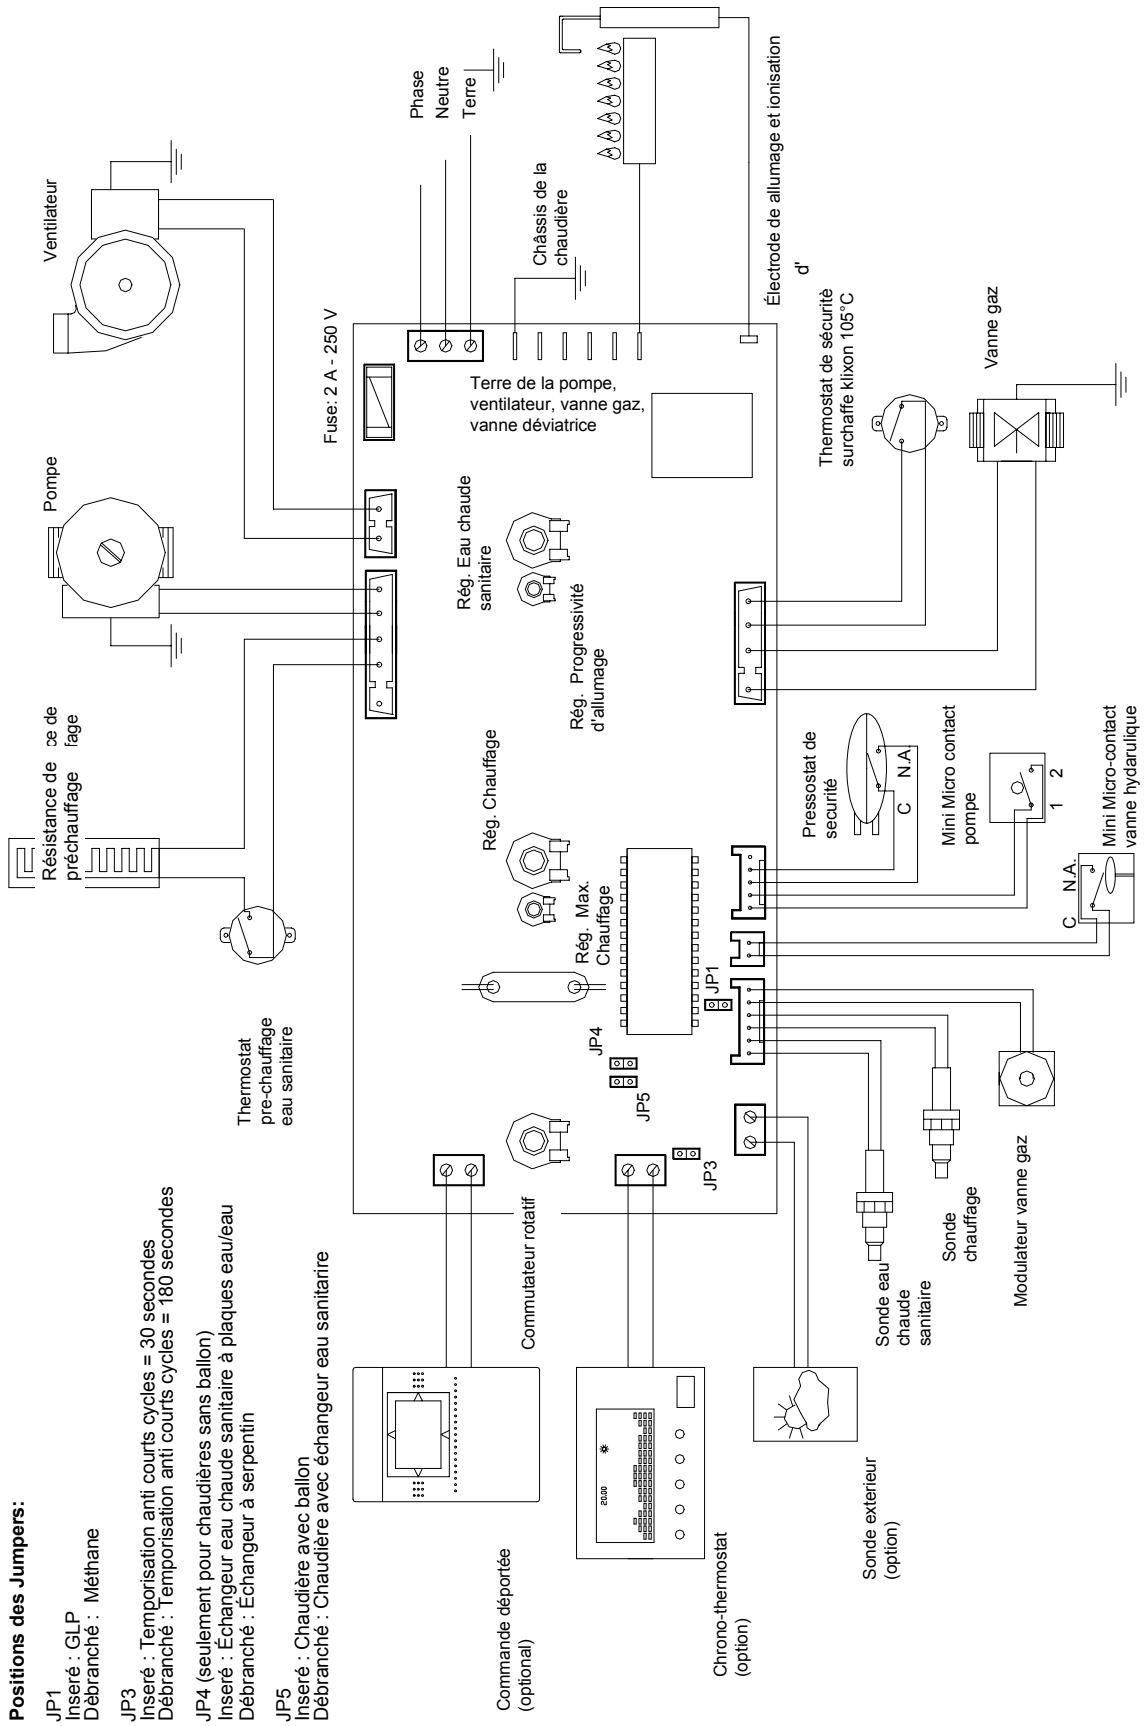 Positions des Jumpers:
JP1
Inseré : GLP
Dèbranché : Méthane
JP3
Inseré : Temporisation anti courts cycles = 30 secondes
Débranché : Temporisation anti courts cycles = 180 secondes
JP4 (seulement pour chaudières sans ballon)
Inseré : Échangeur eau chaude sanitaire à plaques eau/eau
Débranché : Échangeur à serpentin
JP5
Inseré : Chaudière avec ballon
Débranché : Chaudière avec échangeur eau sanitarire
Commande déportée
(optional)
Chrono-thermostat
(option)
20.00
Sonde exterieur
(option)
Thermostat
pre-chauffage
eau sanitaire
Résistance de
préchauffage
ce de
fage
Pompe
Ventilateur
Commutateur rotatif
JP3
JP5
JP4
JP1
Rég. Max.
Chauffage
Rég. Chauffage
Rég. Progressivité
d'allumage
Rég. Eau chaude
sanitaire
Fuse: 2 A - 250 V
Terre de la pompe,
ventilateur, vanne gaz,
vanne déviatrice
Phase
Neutre
Terre
Châssis de la
chaudière
Électrode de allumage et ionisation
d'
Thermostat de sécuritè
surchaffe klixon 105°C
Vanne gaz
Pressostat de
securité
C
N.A.
Mini Micro contact
pompe
1
2
Mini Micro-contact
vanne hydarulique
C
N.A.
Sonde eau
chaude
sanitaire
Sonde
chauffage
Modulateur vanne gaz